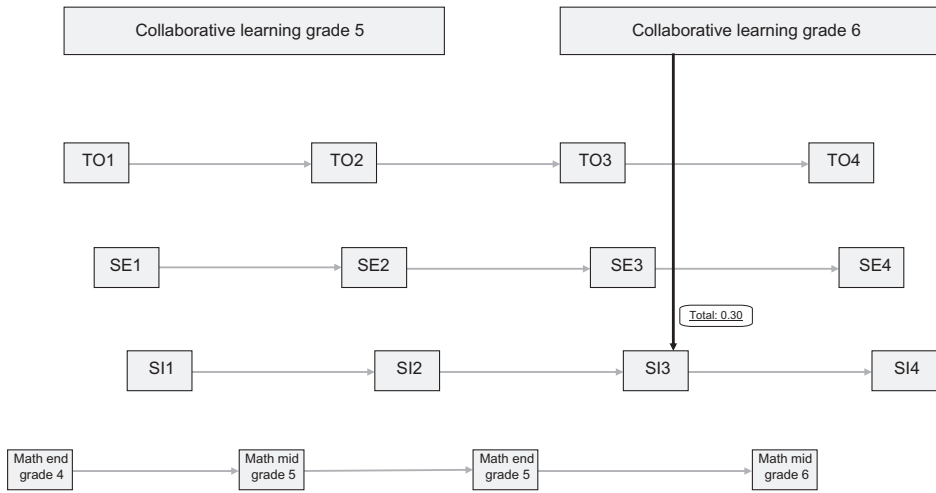 Collaborative learning grade 5
Collaborative learning grade 6
TO1
TO2
TO3
TO4
SE1
SE2
SE3
SE4
Total: 0.30
SI1
SI2
SI3
SI4
Math end
grade 4
Math mid
grade 5
Math end
grade 5
Math mid
grade 6